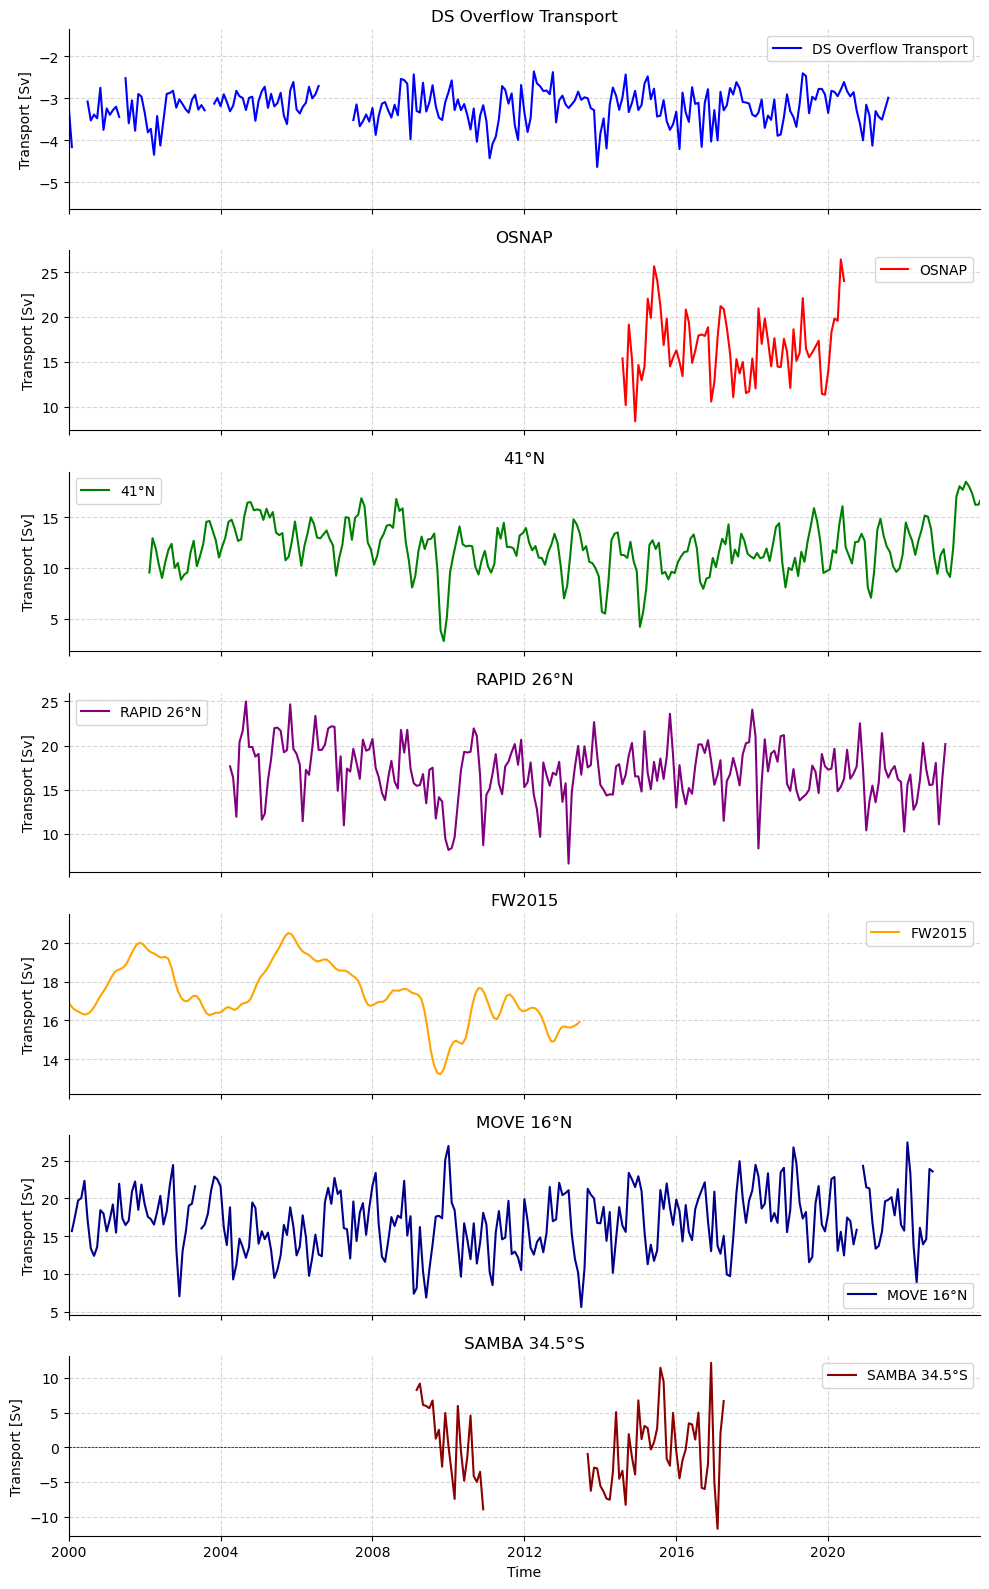 DS Overflow Transport
DS Overflow Transport
Transport [Sv]
−2
−3
−4
−5
OSNAP
OSNAP
Transport [Sv]
25
20
15
10
41°N
41°N
Transport [Sv]
15
10
5
RAPID 26°N
RAPID 26°N
Transport [Sv]
25
20
15
10
FW2015
FW2015
Transport [Sv]
20
18
16
14
MOVE 16°N
MOVE 16°N
Transport [Sv]
25
20
15
10
5
SAMBA 34.5°S
SAMBA 34.5°S
Transport [Sv]
10
5
0
−5
−10
2000 2004 2008 2012 2016 2020
Time